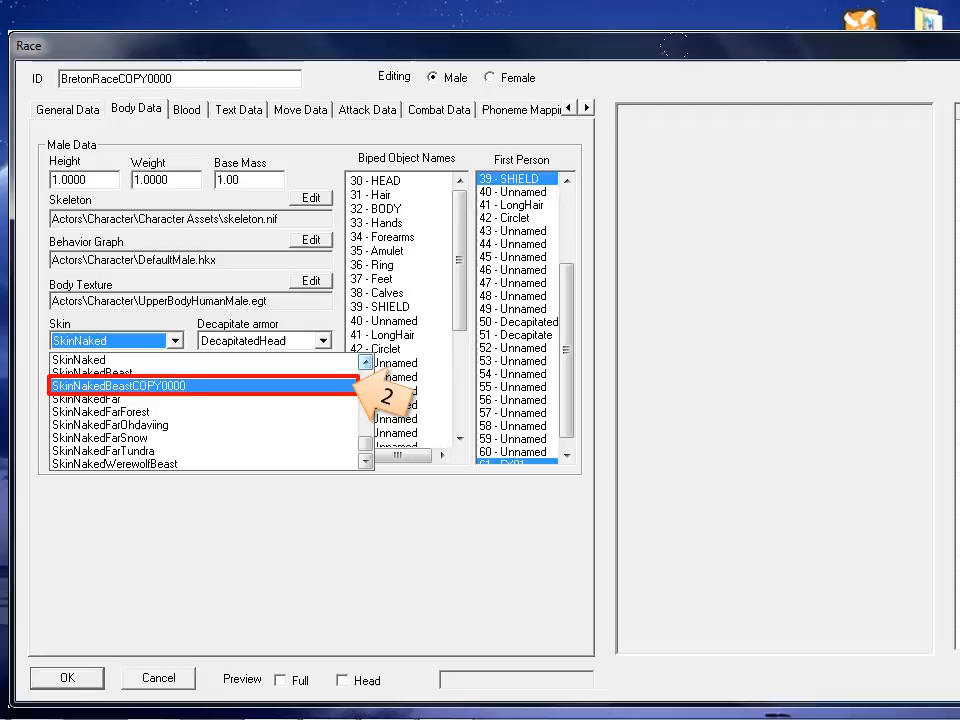 Race
ID BretonRaceCOPY0000 Editing Male Female
General Data Body Data Blood Text Data Move Data Attack Data Combat Data Phoneme Mappi
Male Data
Height Weight Base Mass
1.0000 1.0000 1.00
Skeleton Edit
Actors\Character\Character Assets\skeleton.nif
Behavior Graph Edit
Actors\Character\DefaultMale.hkx
Body Texture Edit
Actors\Character\UpperBodyHumanMale.egt
Skin Decapitate armor
SkinNaked DecapitatedHead
SkinNaked
SkinNakedBeast
SkinNakedBeastCOPY0000
SkinNakedFar
SkinNakedFarForest
SkinNakedFarOhdaviing
SkinNakedFarSnow
SkinNakedFarTundra
SkinNakedWerewolfBeast
2
Biped Object Names
30 - HEAD
31 - Hair
32 - BODY
33 - Hands
34 - Forearms
35 - Amulet
36 - Ring
37 - Feet
38 - Calves
39 - SHIELD
40 - Unnamed
41 - LongHair
42 - Circlet
Unnamed
named
named
named
named
First Person
39 - SHIELD
40 - Unnamed
41 - LongHair
42 - Circlet
43 - Unnamed
44 - Unnamed
45 - Unnamed
46 - Unnamed
47 - Unnamed
48 - Unnamed
49 - Unnamed
50 - Decapitated
51 - Decapitate
52 - Unnamed
53 - Unnamed
54 - Unnamed
55 - Unnamed
56 - Unnamed
57 - Unnamed
58 - Unnamed
59 - Unnamed
60 - Unnamed
61 - FX01
OK Cancel Preview Full Head